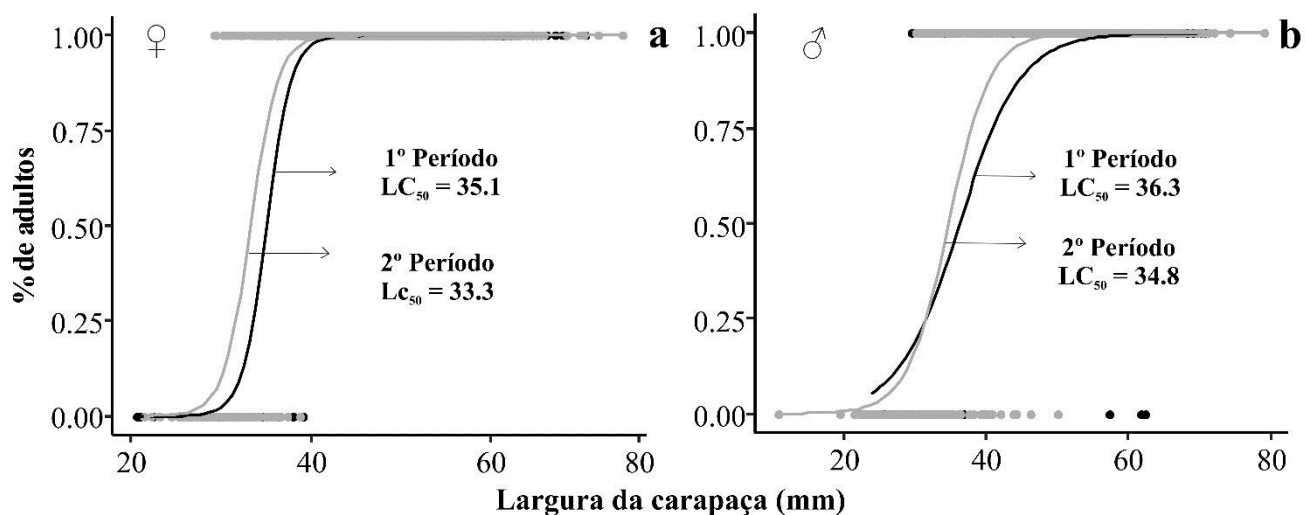 ♀
a
1.00
0.75
0.50
0.25
0.00
% de adultos
1º Período
LC₅₀ = 35.1
2º Período
Lc₅₀ = 33.3
20
40
60
80
♂
b
1.00
0.75
0.50
0.25
0.00
1º Período
LC₅₀ = 36.3
2º Período
LC₅₀ = 34.8
20
40
60
80
Largura da carapaça (mm)